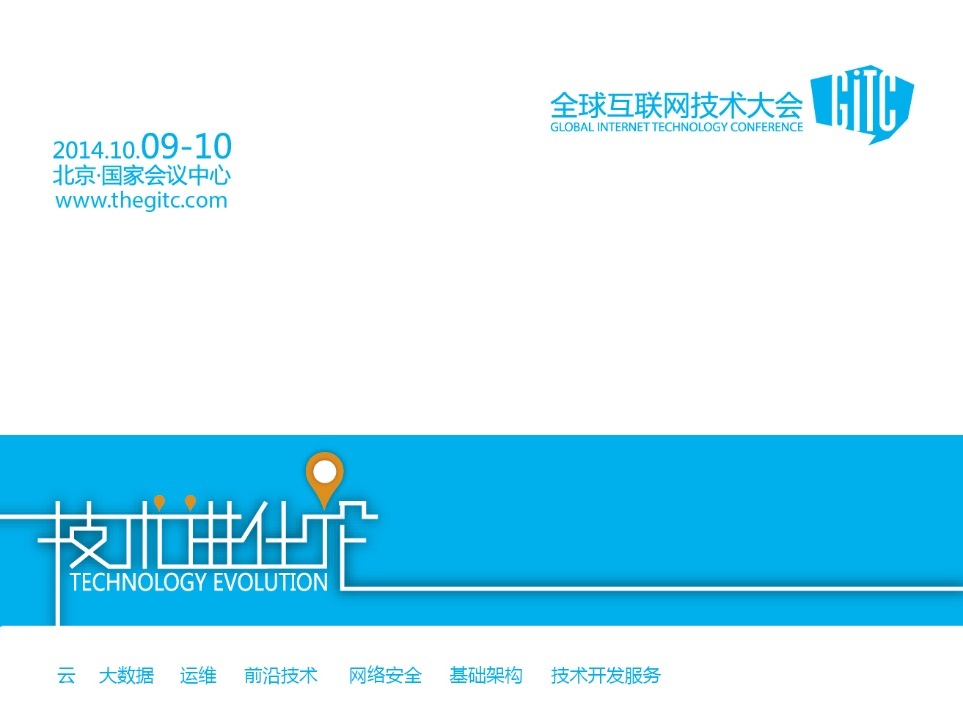 全球互联网技术大会
GLOBAL INTERNET TECHNOLOGY CONFERENCE
GITC
2014.10.09-10
北京·国家会议中心
www.thegitc.com
技术进化论
TECHNOLOGY EVOLUTION
云 大数据 运维 前沿技术 网络安全 基础架构 技术开发服务